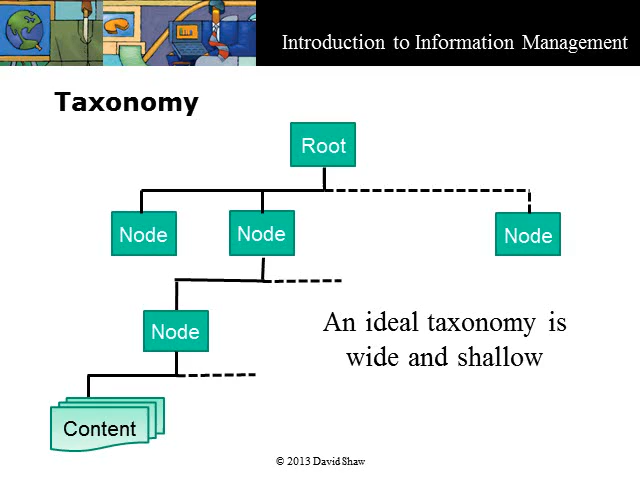 Introduction to Information Management
Taxonomy
Root
Node
Node
Node
Node
An ideal taxonomy is
wide and shallow
Content
© 2013 David Shaw